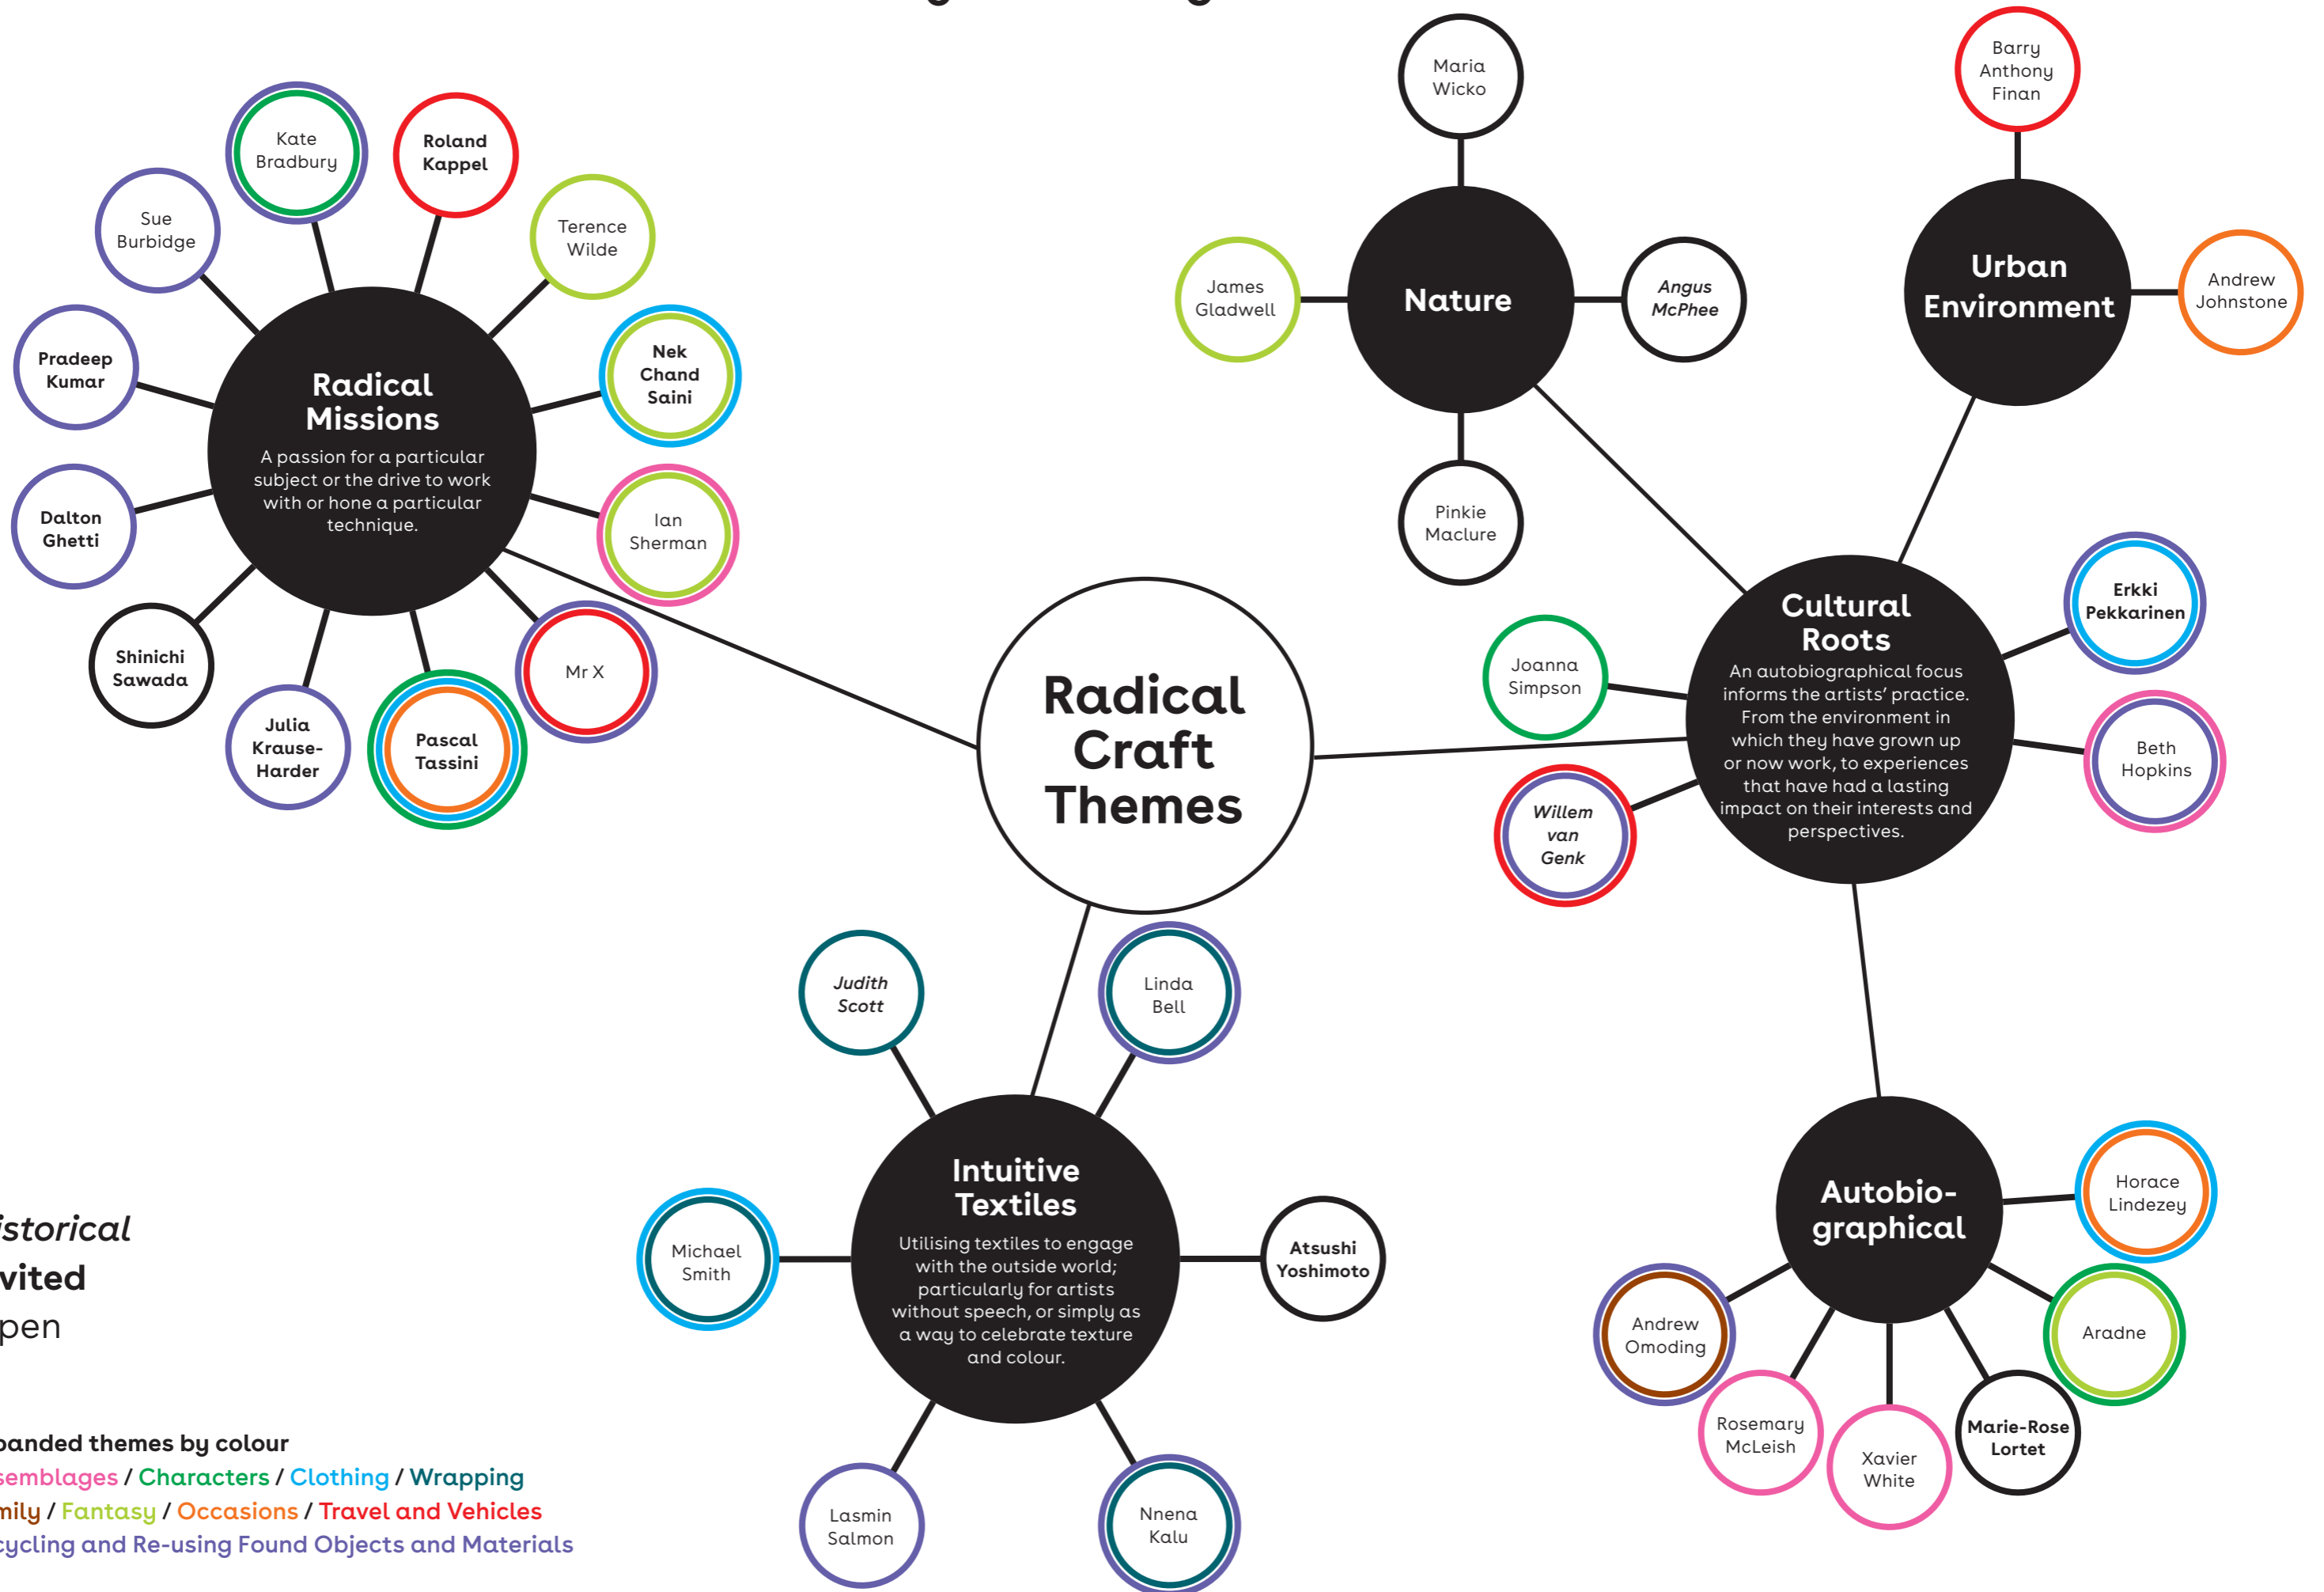 Maria
Wicko
Barry
Anthony
Finan
Kate
Bradbury
Roland
Kappel
Sue
Burbidge
Terence
Wilde
James
Gladwell
Nature
Angus
McPhee
Urban
Environment
Andrew
Johnstone
Pradeep
Kumar
Radical
Missions
A passion for a particular
subject or the drive to work
with or hone a particular
technique.
Nek
Chand
Saini
Dalton
Ghetti
Ian
Sherman
Pinkie
Maclure
Shinichi
Sawada
Julia
Krause-
Harder
Pascal
Tassini
Mr X
Radical
Craft
Themes
Joanna
Simpson
Cultural
Roots
An autobiographical focus
informs the artists’ practice.
From the environment in
which they have grown up
or now work, to experiences
that have had a lasting
impact on their interests and
perspectives.
Erkki
Pekkarinen
Beth
Hopkins
Willem
van
Genk
Judith
Scott
Linda
Bell
Michael
Smith
Intuitive
Textiles
Utilising textiles to engage
with the outside world;
particularly for artists
without speech, or simply as
a way to celebrate texture
and colour.
Atsushi
Yoshimoto
Lasmin
Salmon
Nnena
Kalu
Autobio-
graphical
Horace
Lindezey
Andrew
Omoding
Aradne
Rosemary
McLeish
Xavier
White
Marie-Rose
Lortet
istorical
vited
pen
panded themes by colour
semblages / Characters / Clothing / Wrapping
mily / Fantasy / Occasions / Travel and Vehicles
cycling and Re-using Found Objects and Materials